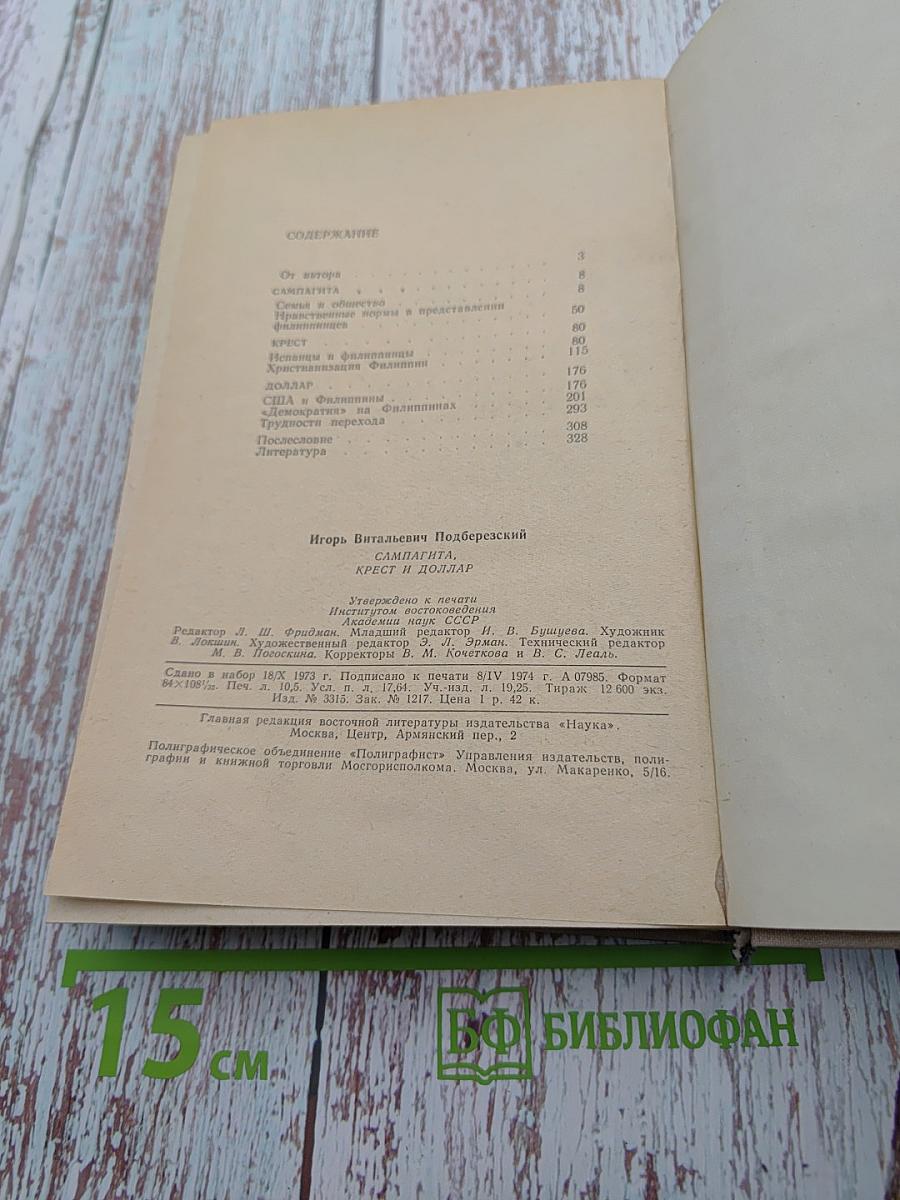 СОДЕРЖАНИЕ
От автора . . . . . . . . . . 3
САМПАГИТА . . . . . . . . . . 8
Семья и общество . . . . . . . . . . 8
Нравственные нормы в представлении
филиппинцев . . . . . . . . . . 50
КРЕСТ . . . . . . . . . . 80
Испанцы и филиппинцы . . . . . . . . . . 80
Христианизация Филиппин . . . . . . . . . . 115
ДОЛЛАР . . . . . . . . . . 176
США и Филиппины . . . . . . . . . . 176
«Демократия» на Филиппинах . . . . . . . . . . 201
Трудности перехода . . . . . . . . . . 293
Послесловие . . . . . . . . . . 308
Литература . . . . . . . . . . 328
Игорь Витальевич Подберезский
САМПАГИТА,
КРЕСТ И ДОЛЛАР
Утверждено к печати
Институтом востоковедения
Академии наук СССР
Редактор Л. Ш. Фридман. Младший редактор И. В. Бушуева. Художник
В. Локшин. Художественный редактор Э. Л. Эрман. Технический редактор
М. В. Погоскина. Корректоры В. М. Кочеткова и В. С. Леаль.
Сдано в набор 18/X 1973 г. Подписано к печати 8/IV 1974 г. А 07985. Формат
84×108¹/₃₂. Печ. л. 10,5. Усл. п. л. 17,64. Уч.-изд. л. 19,25. Тираж 12 600 экз.
Изд. № 3315. Зак. № 1217. Цена 1 р. 42 к.
Главная редакция восточной литературы издательства «Наука».
Москва, Центр, Армянский пер., 2
Полиграфическое объединение «Полиграфист» Управления издательств, поли-
графии и книжной торговли Мосгорисполкома. Москва, ул. Макаренко, 5/16.
15 см
БФ БИБЛИОФАН